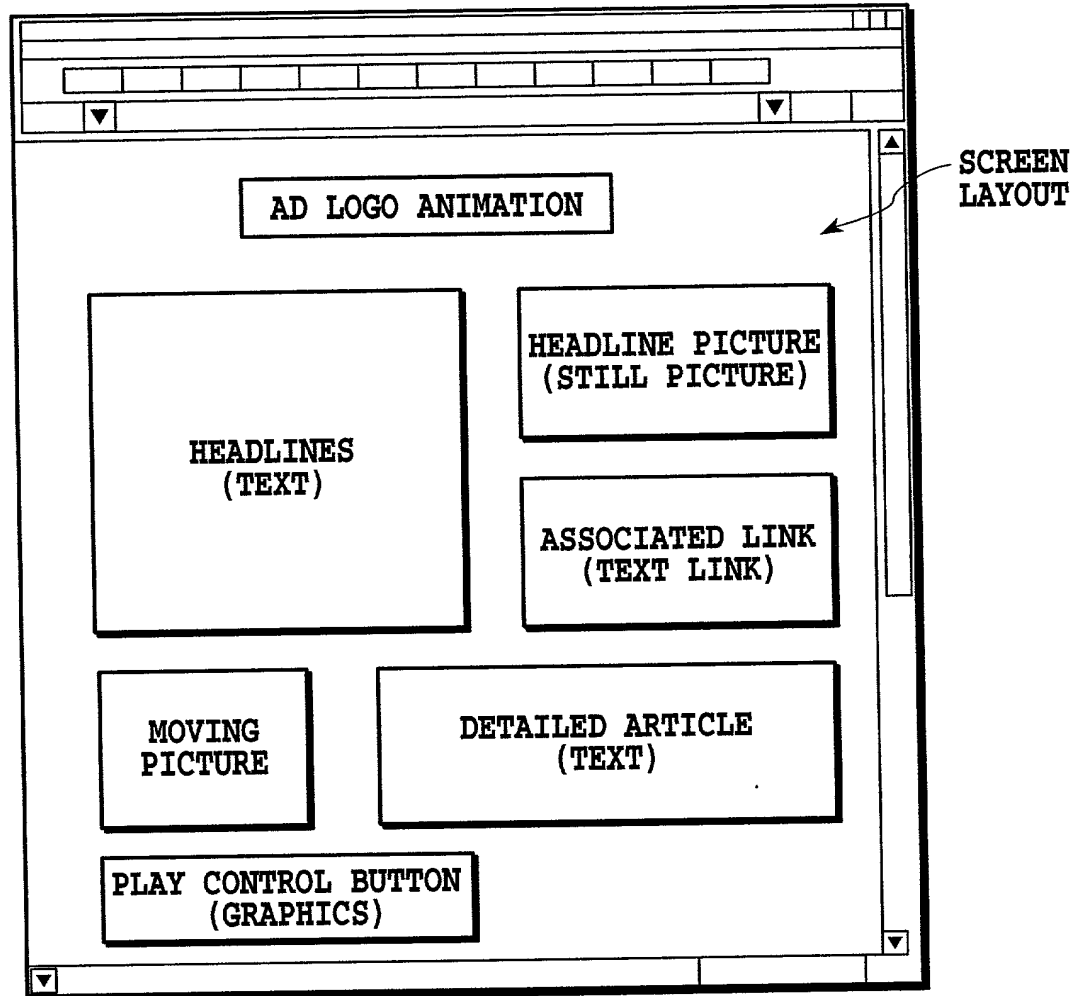 SCREEN
LAYOUT
AD LOGO ANIMATION
HEADLINE PICTURE
(STILL PICTURE)
HEADLINES
(TEXT)
ASSOCIATED LINK
(TEXT LINK)
MOVING
PICTURE
DETAILED ARTICLE
(TEXT)
PLAY CONTROL BUTTON
(GRAPHICS)